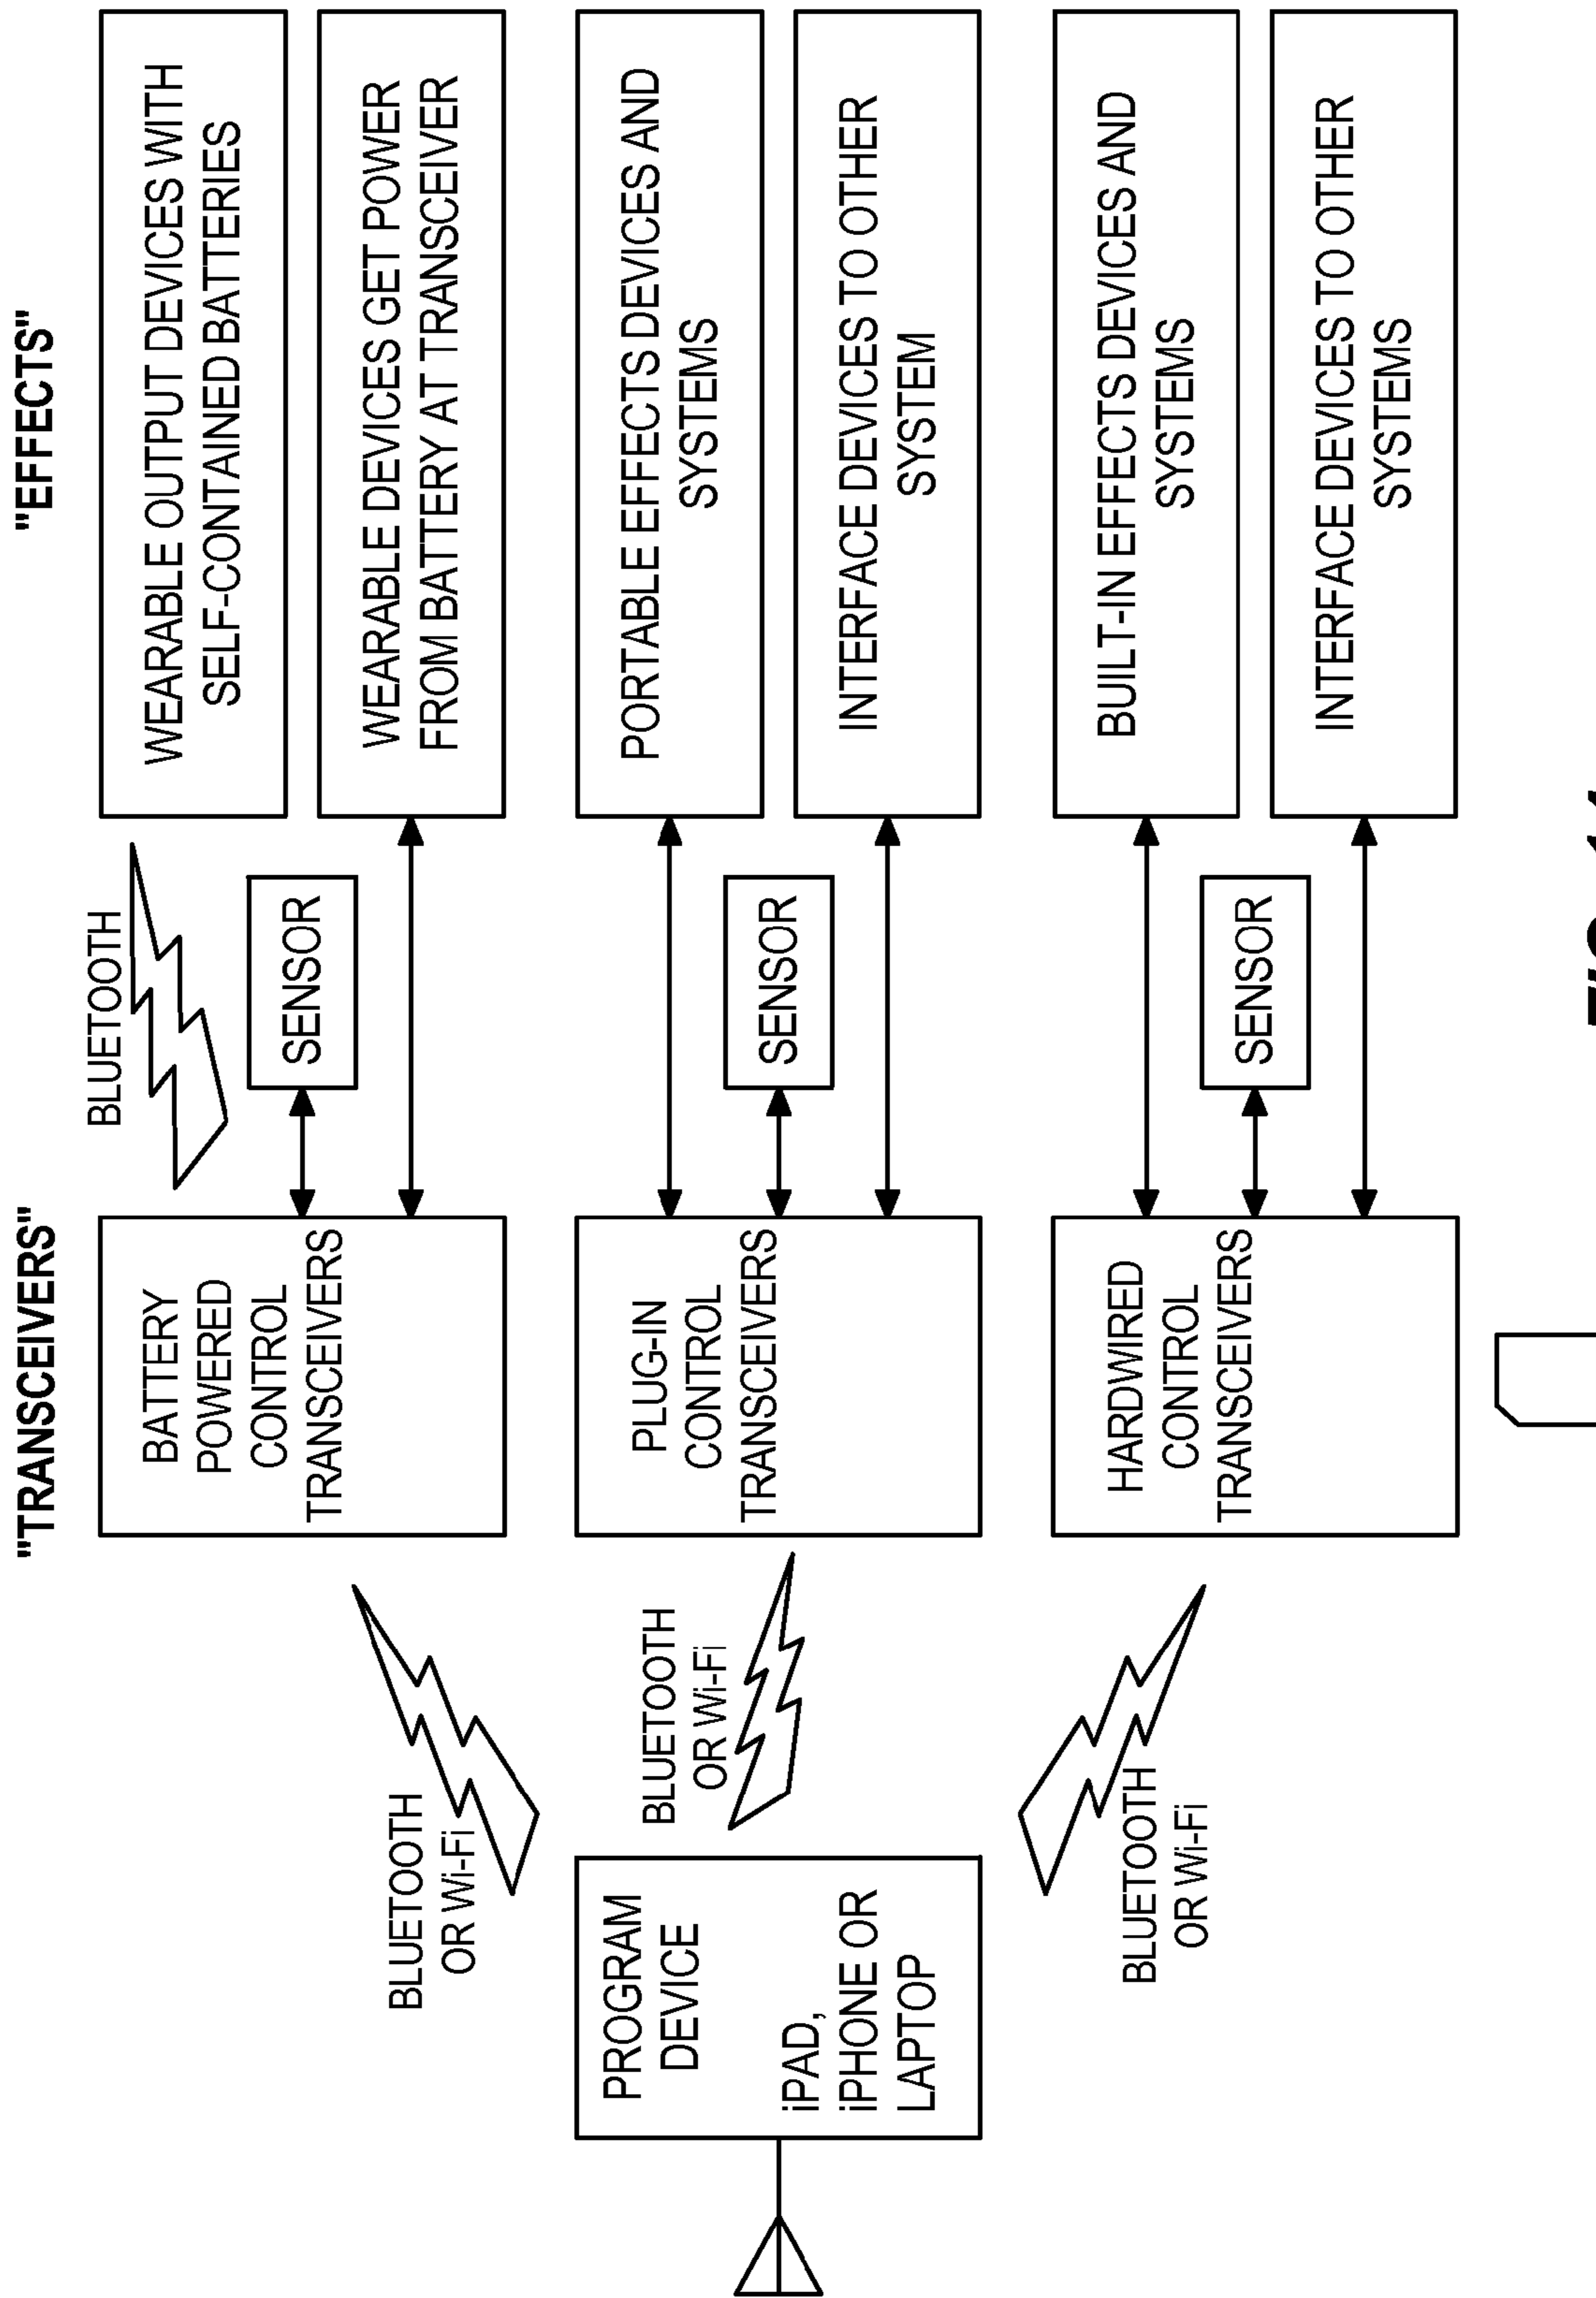 "TRANSCEIVERS"
"EFFECTS"
BLUETOOTH
WEARABLE OUTPUT DEVICES WITH
SELF-CONTAINED BATTERIES
BATTERY
POWERED
CONTROL
TRANSCEIVERS
SENSOR
WEARABLE DEVICES GET POWER
FROM BATTERY AT TRANSCEIVER
BLUETOOTH
OR Wi-Fi
PROGRAM
DEVICE
iPAD,
iPHONE OR
LAPTOP
BLUETOOTH
OR Wi-Fi
PLUG-IN
CONTROL
TRANSCEIVERS
SENSOR
PORTABLE EFFECTS DEVICES AND
SYSTEMS
INTERFACE DEVICES TO OTHER
SYSTEM
BLUETOOTH
OR Wi-Fi
HARDWIRED
CONTROL
TRANSCEIVERS
SENSOR
BUILT-IN EFFECTS DEVICES AND
SYSTEMS
INTERFACE DEVICES TO OTHER
SYSTEMS